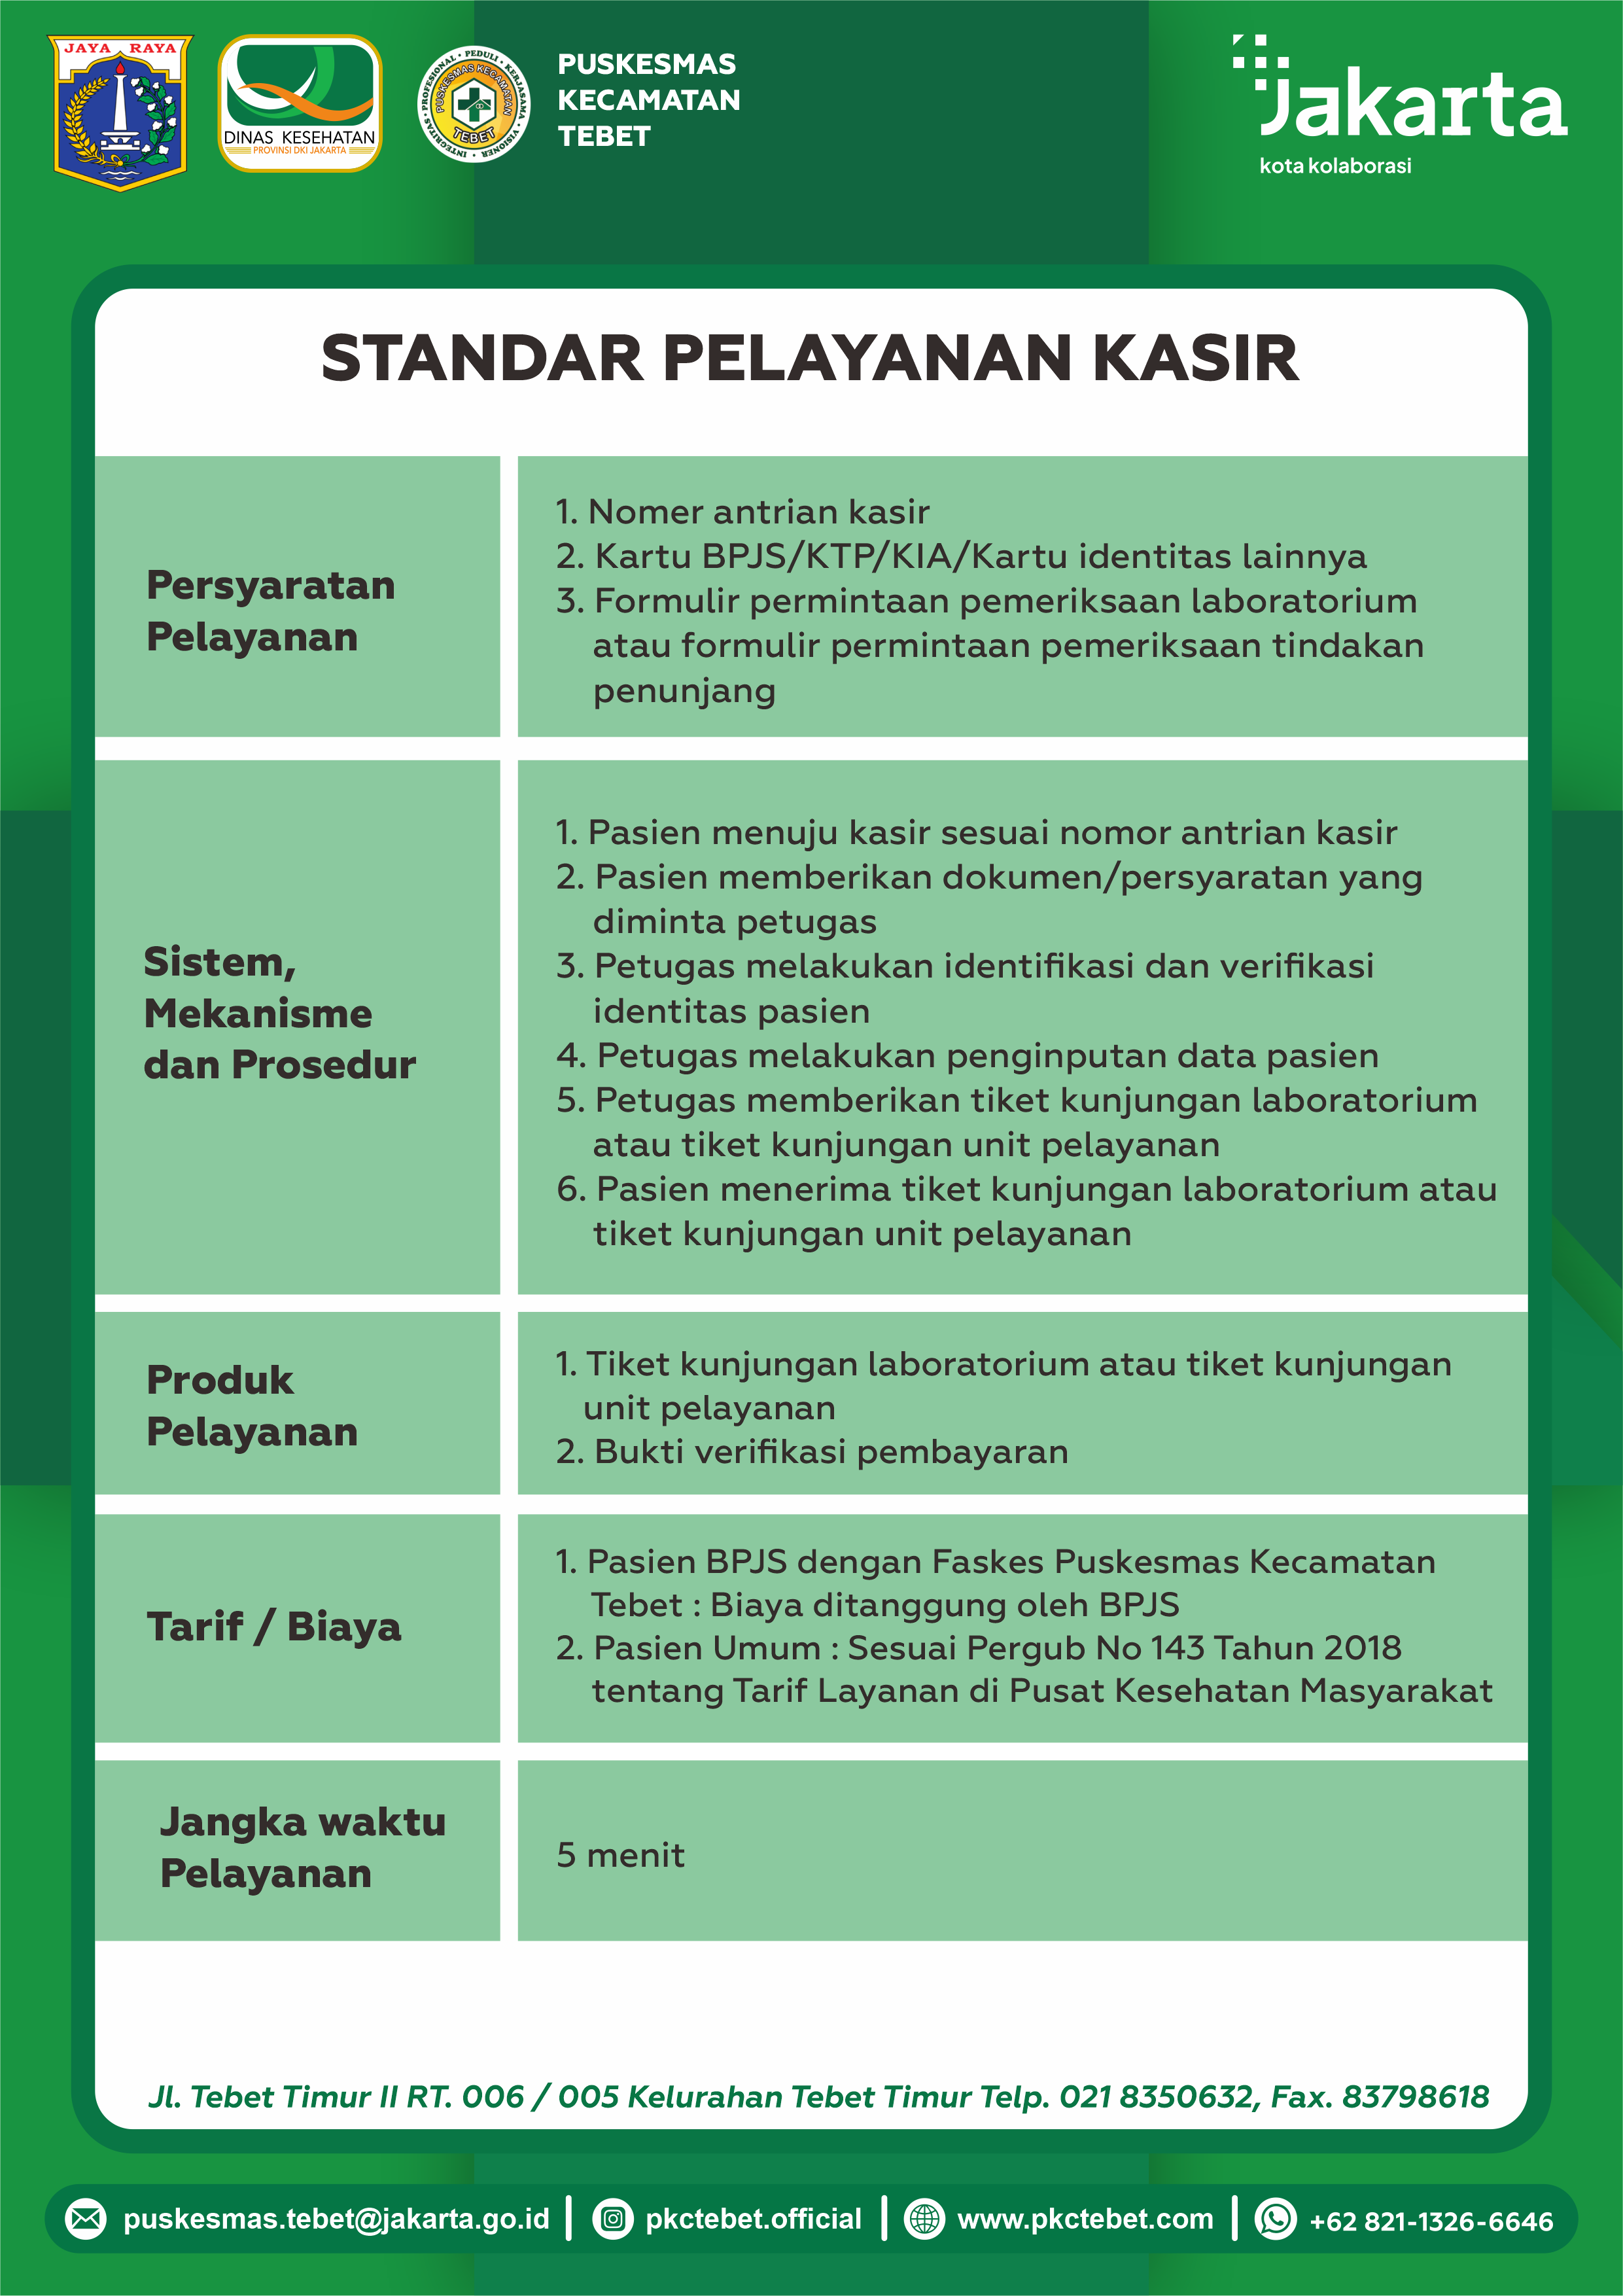 JAYA RAYA
DINAS KESEHATAN
PROVINSI DKI JAKARTA
INTEGRITAS • PROFESIONAL • PEDULI • KERJASAMA • VISIONER
PUSKESMAS KECAMATAN
TEBET
PUSKESMAS
KECAMATAN
TEBET
Jakarta
kota kolaborasi
STANDAR PELAYANAN KASIR
Persyaratan
Pelayanan
1. Nomer antrian kasir
2. Kartu BPJS/KTP/KIA/Kartu identitas lainnya
3. Formulir permintaan pemeriksaan laboratorium
atau formulir permintaan pemeriksaan tindakan
penunjang
Sistem,
Mekanisme
dan Prosedur
1. Pasien menuju kasir sesuai nomor antrian kasir
2. Pasien memberikan dokumen/persyaratan yang
diminta petugas
3. Petugas melakukan identifikasi dan verifikasi
identitas pasien
4. Petugas melakukan penginputan data pasien
5. Petugas memberikan tiket kunjungan laboratorium
atau tiket kunjungan unit pelayanan
6. Pasien menerima tiket kunjungan laboratorium atau
tiket kunjungan unit pelayanan
Produk
Pelayanan
1. Tiket kunjungan laboratorium atau tiket kunjungan
unit pelayanan
2. Bukti verifikasi pembayaran
Tarif / Biaya
1. Pasien BPJS dengan Faskes Puskesmas Kecamatan
Tebet : Biaya ditanggung oleh BPJS
2. Pasien Umum : Sesuai Pergub No 143 Tahun 2018
tentang Tarif Layanan di Pusat Kesehatan Masyarakat
Jangka waktu
Pelayanan
5 menit
Jl. Tebet Timur II RT. 006 / 005 Kelurahan Tebet Timur Telp. 021 8350632, Fax. 83798618
puskesmas.tebet@jakarta.go.id | pkctebet.official | www.pkctebet.com | +62 821-1326-6646